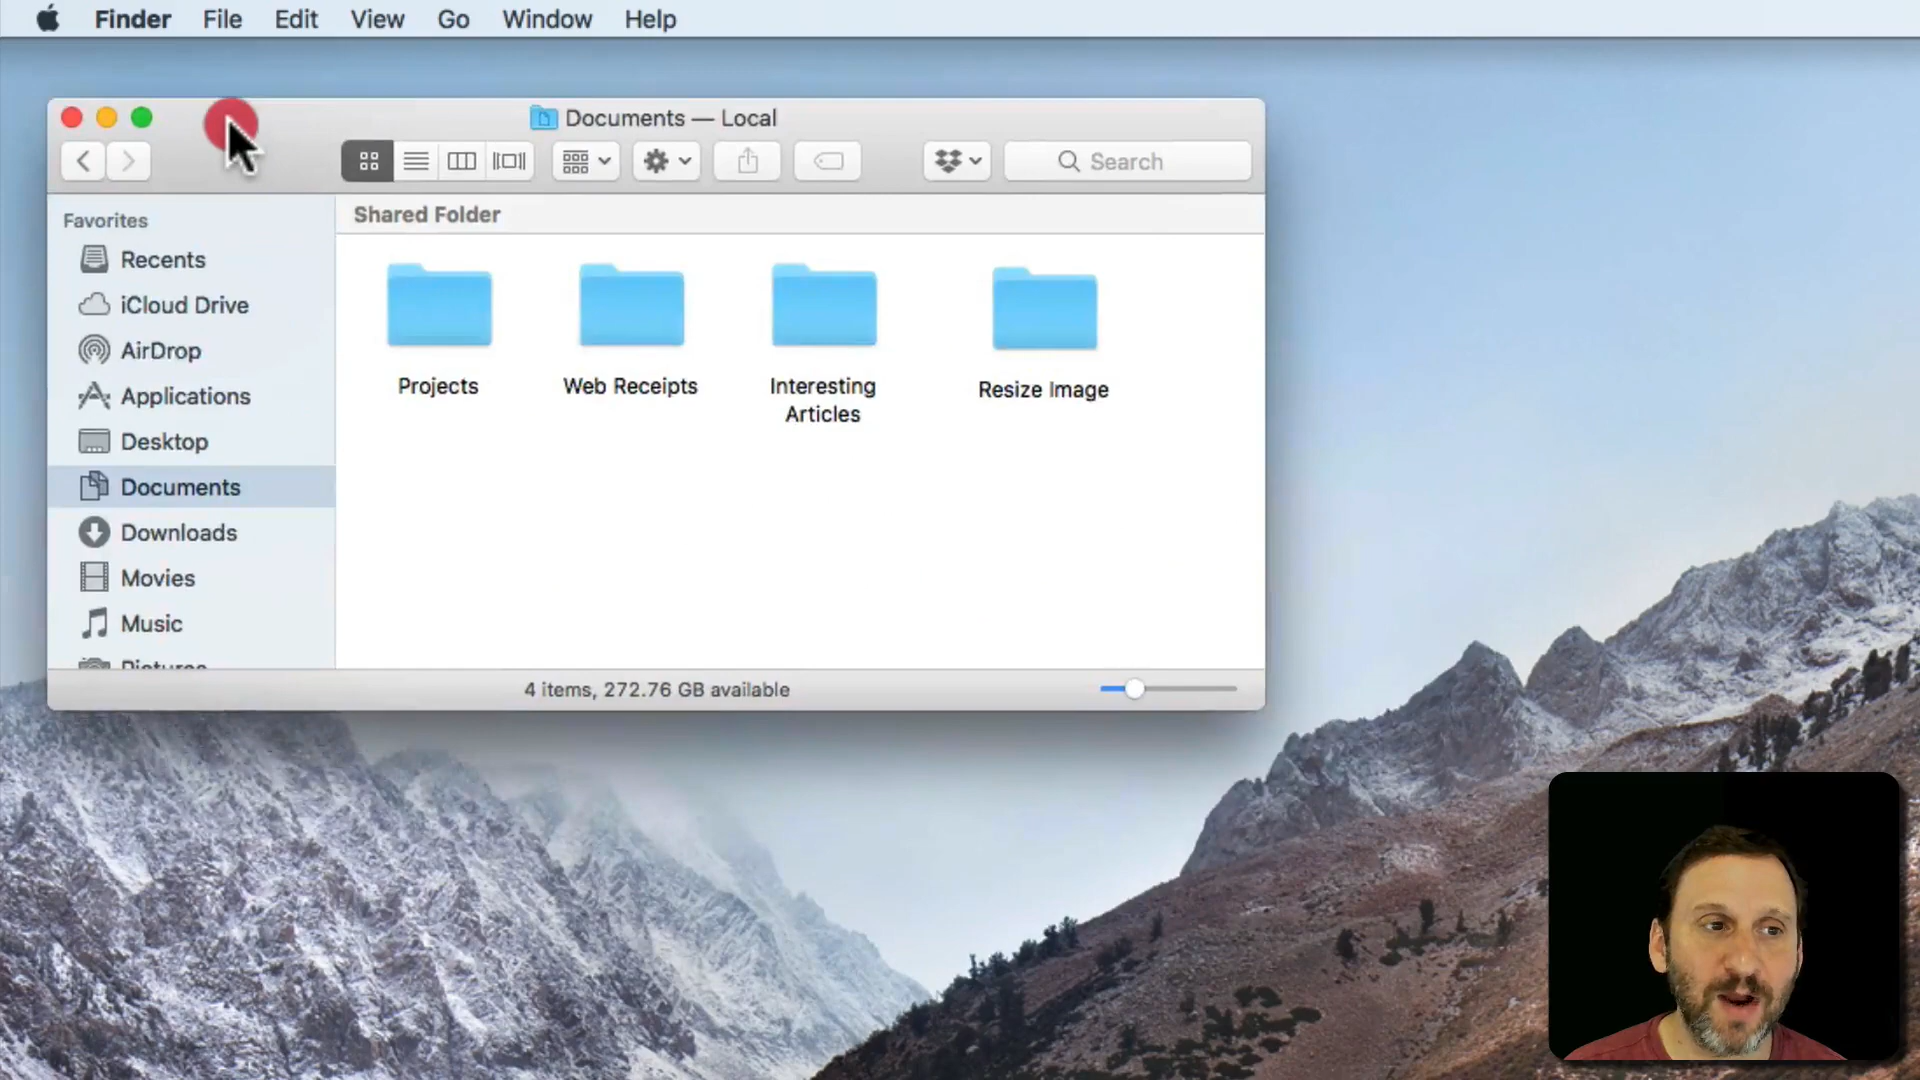 Finder File Edit View Go Window Help
Documents — Local
Search
Favorites
Shared Folder
Recents
iCloud Drive
AirDrop
Applications
Desktop
Documents
Downloads
Movies
Music
Pictures
Projects
Web Receipts
Interesting
Articles
Resize Image
4 items, 272.76 GB available